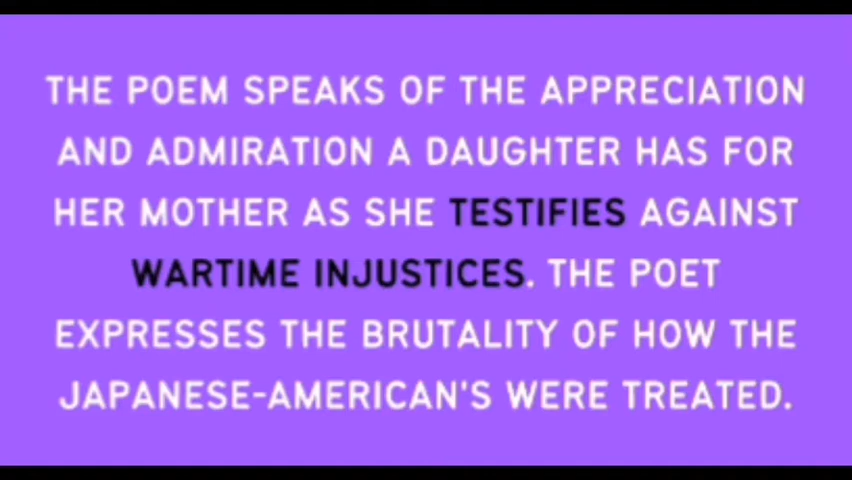 THE POEM SPEAKS OF THE APPRECIATION
AND ADMIRATION A DAUGHTER HAS FOR
HER MOTHER AS SHE TESTIFIES AGAINST
WARTIME INJUSTICES. THE POET
EXPRESSES THE BRUTALITY OF HOW THE
JAPANESE-AMERICAN'S WERE TREATED.